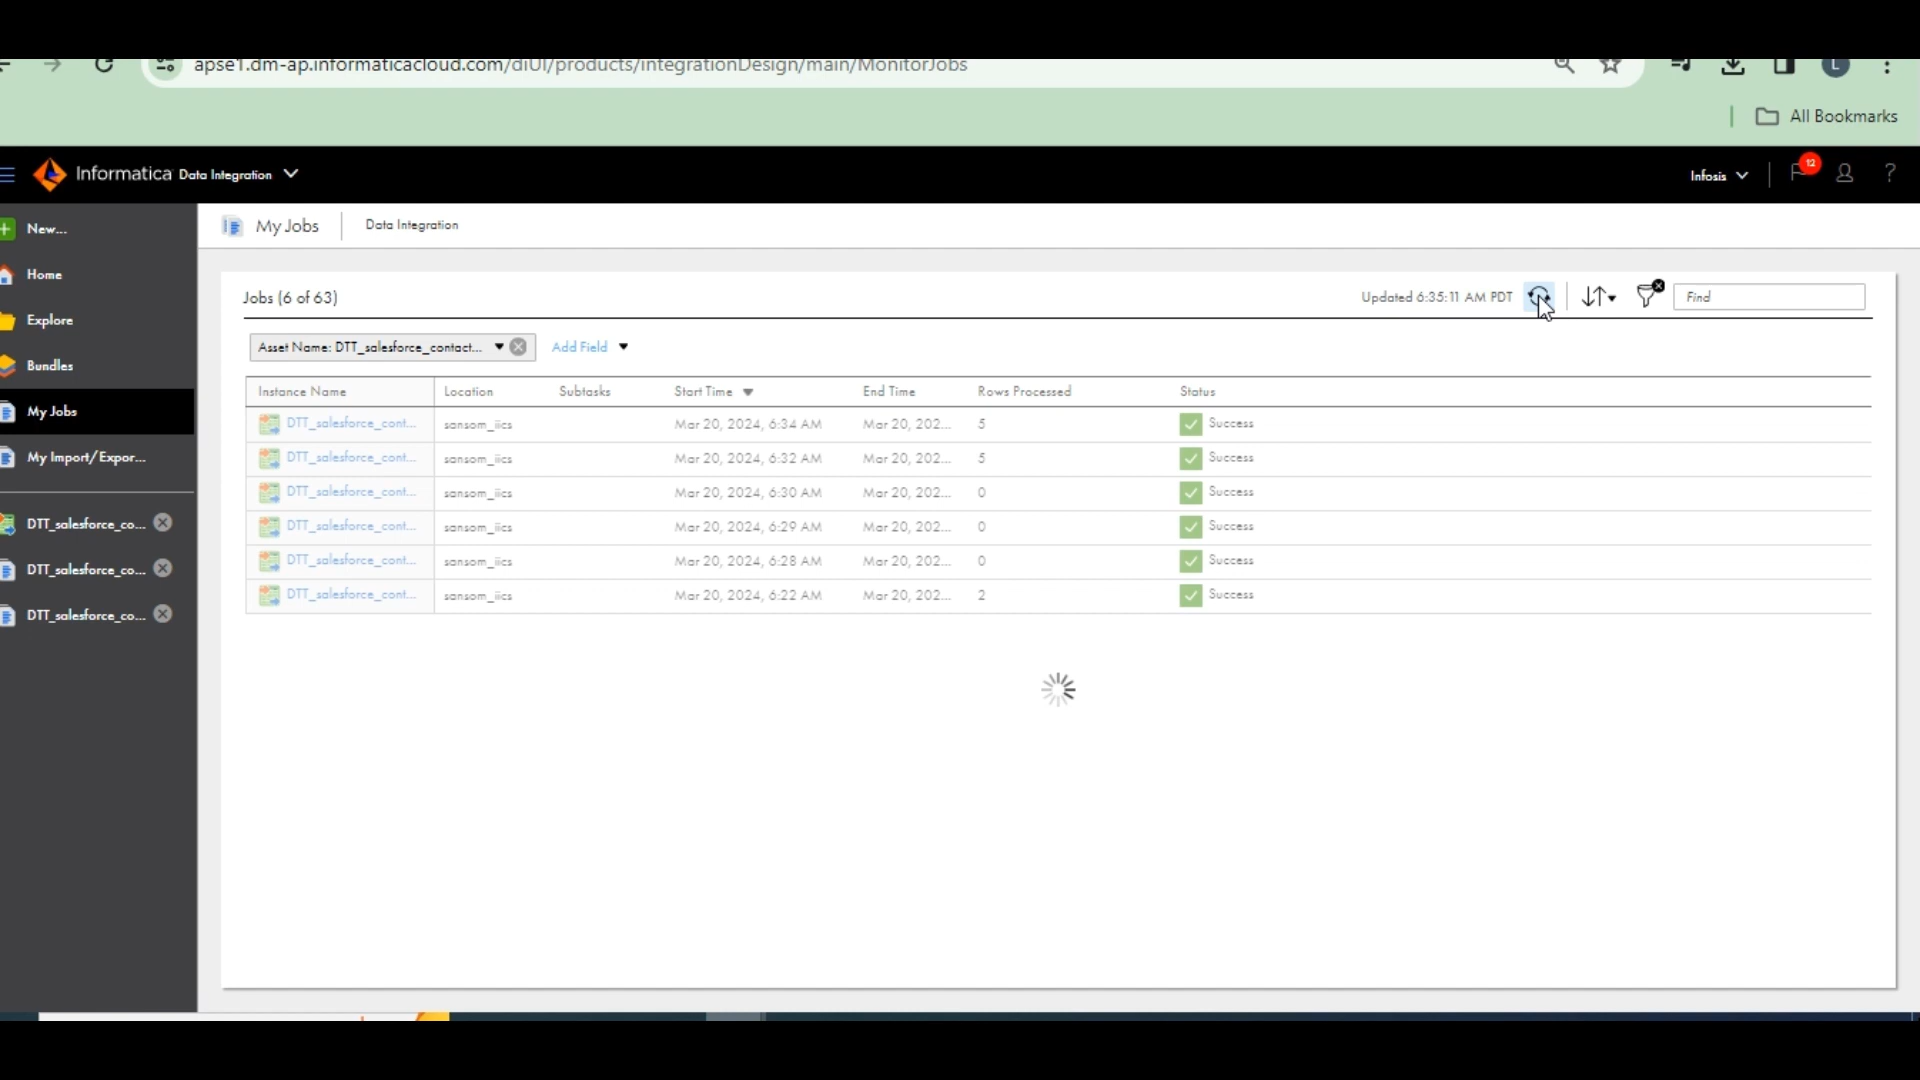 apse1.dm-ap.informaticacloud.com/diUI/products/integrationDesign/main/MonitorJobs
L
All Bookmarks
Informatica Data Integration
Infosis
12
?
New...
Home
Explore
Bundles
My Jobs
My Import/Expor...
DTT_salesforce_co...
DTT_salesforce_co...
DTT_salesforce_co...
My Jobs Data Integration
Jobs (6 of 63)
Updated 6:35:11 AM PDT
Find
Asset Name: DTT_salesforce_contact... Add Field
Instance Name Location Subtasks Start Time End Time Rows Processed Status
DTT_salesforce_cont... sansom_iics Mar 20, 2024, 6:34 AM Mar 20, 202... 5 Success
DTT_salesforce_cont... sansom_iics Mar 20, 2024, 6:32 AM Mar 20, 202... 5 Success
DTT_salesforce_cont... sansom_iics Mar 20, 2024, 6:30 AM Mar 20, 202... 0 Success
DTT_salesforce_cont... sansom_iics Mar 20, 2024, 6:29 AM Mar 20, 202... 0 Success
DTT_salesforce_cont... sansom_iics Mar 20, 2024, 6:28 AM Mar 20, 202... 0 Success
DTT_salesforce_cont... sansom_iics Mar 20, 2024, 6:22 AM Mar 20, 202... 2 Success